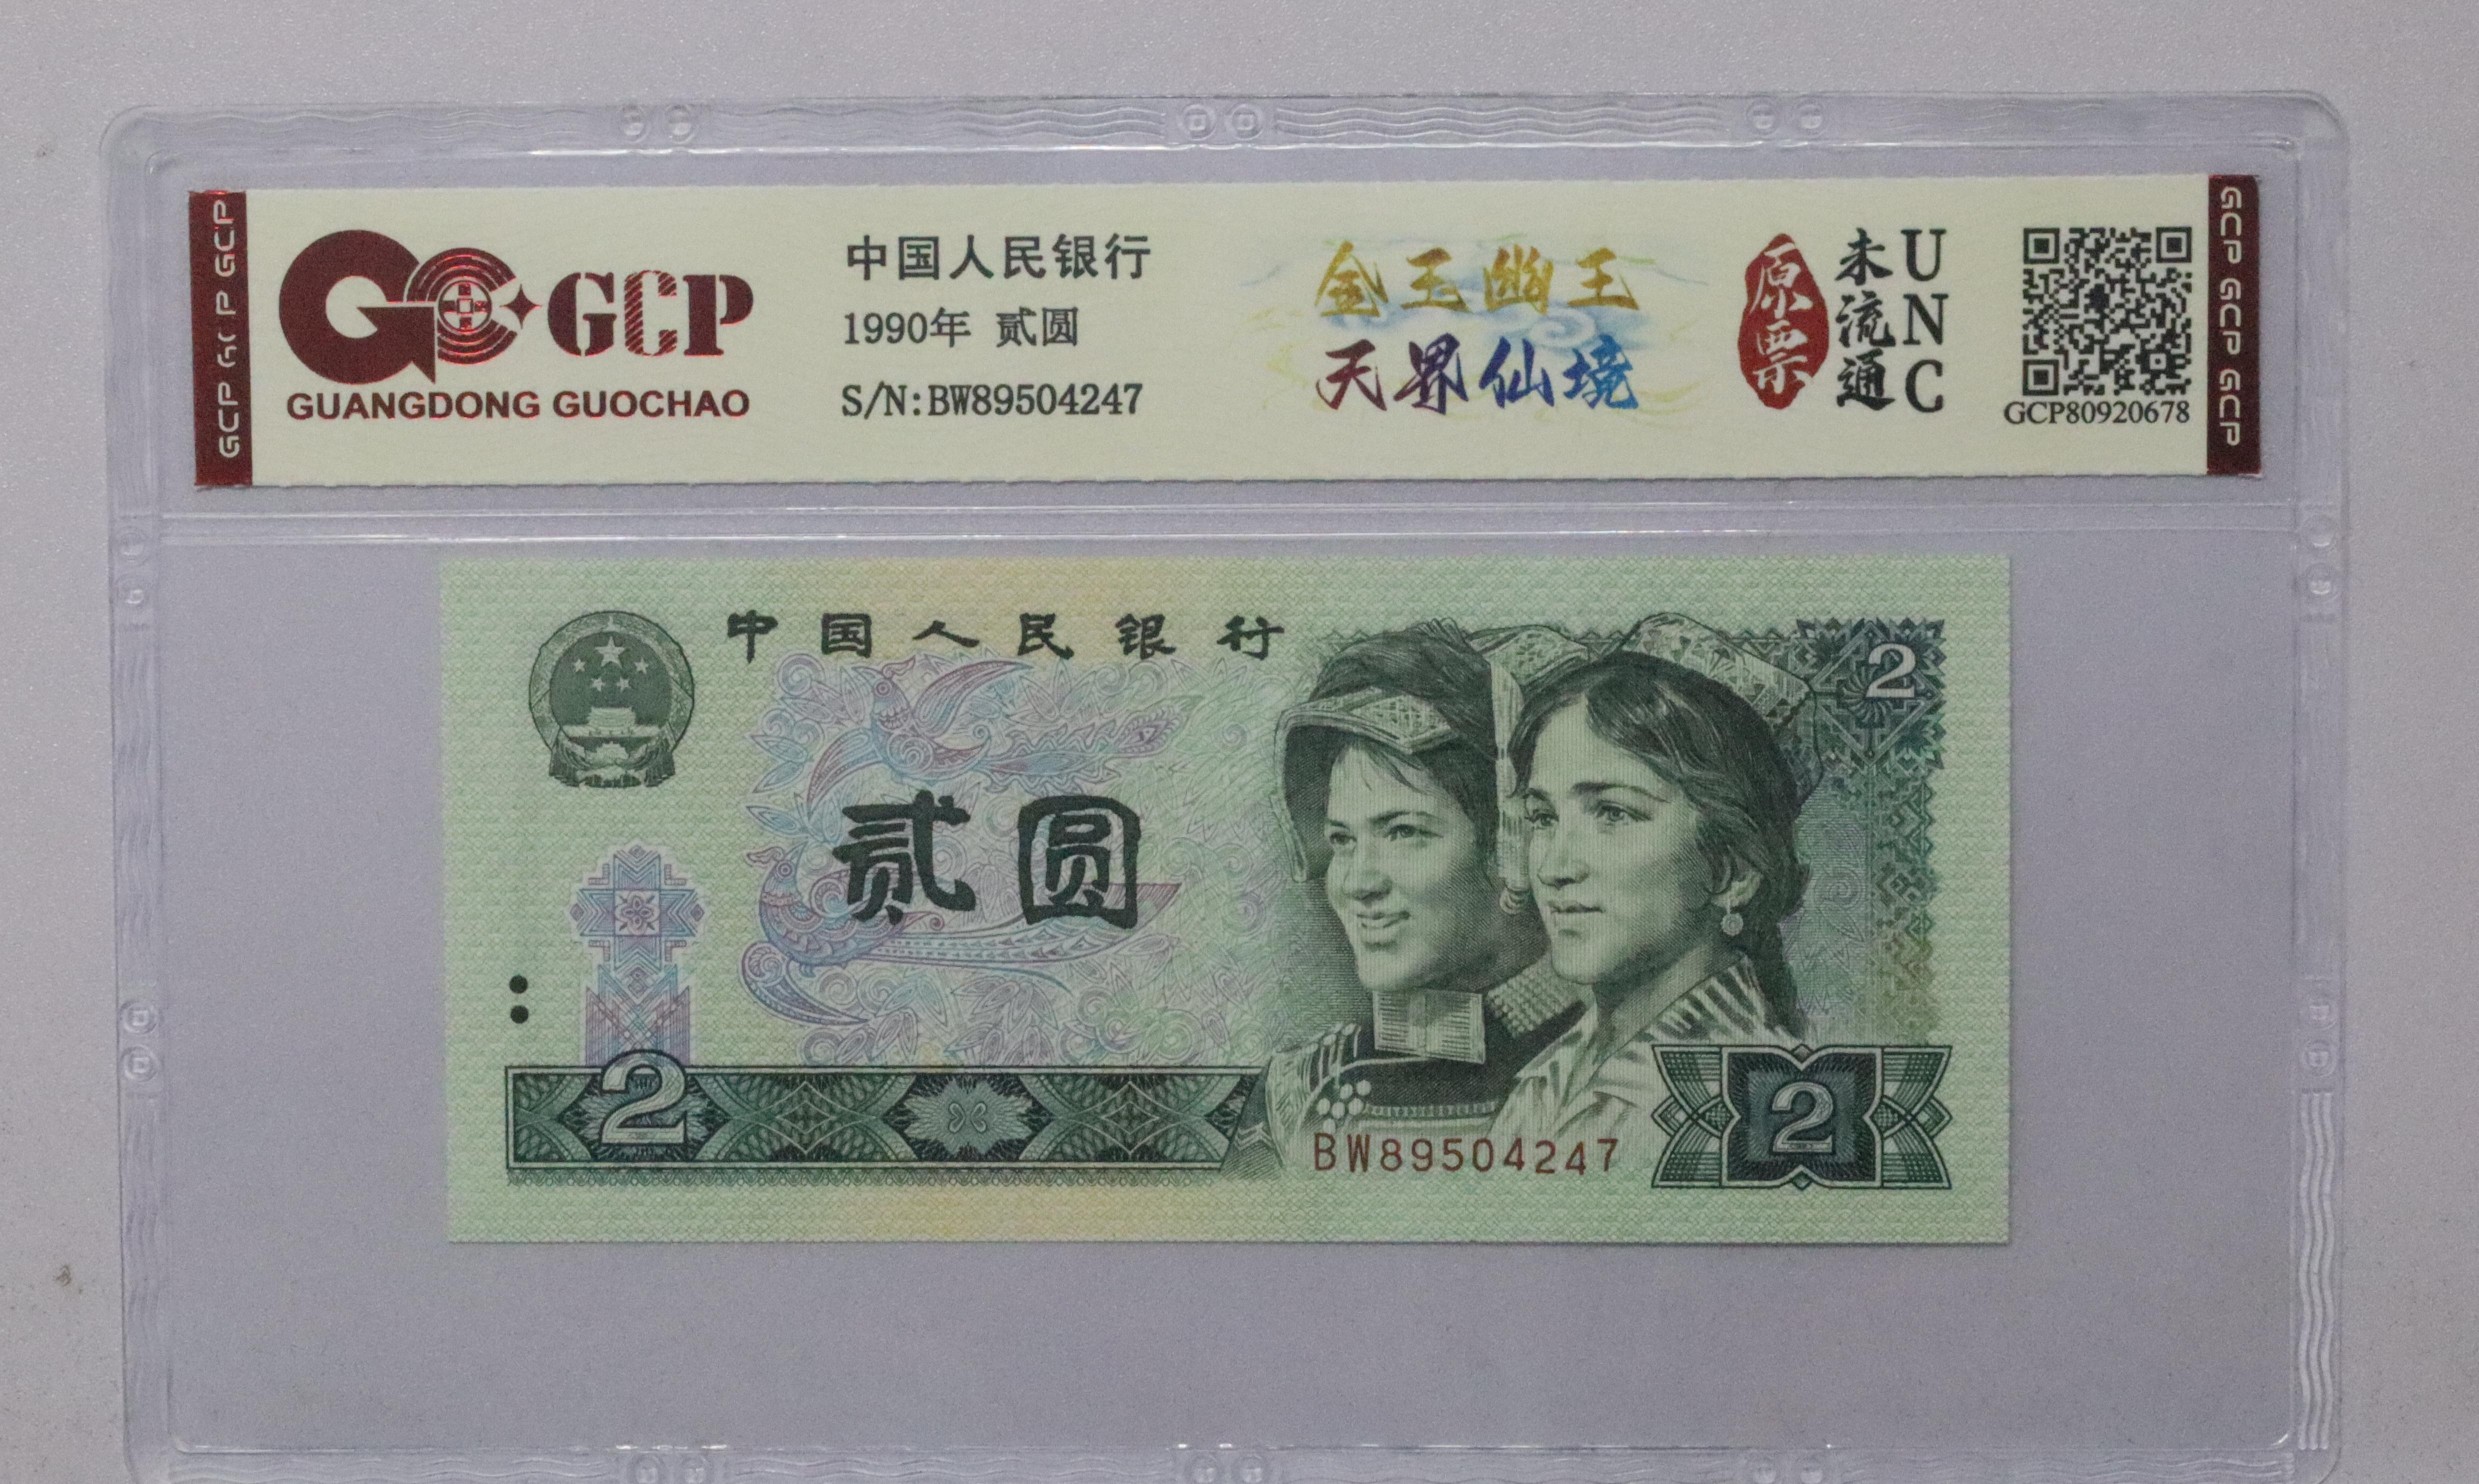 GCP GCP GCP
GCP
GUANGDONG GUOCHAO
中国人民银行
1990年 贰圆
S/N:BW89504247
金玉幽王
天界仙境
原票
未流通
UNC
GCP80920678
GCP GCP GCP
中国人民银行
2
贰圆
2
BW89504247
2